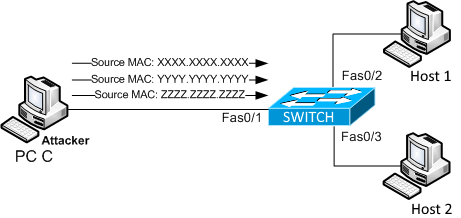 Source MAC: XXXX.XXXX.XXXX
Source MAC: YYYY.YYYY.YYYY
Source MAC: ZZZZ.ZZZZ.ZZZZ
Fas0/2
Host 1
Fas0/1
SWITCH
Attacker
PC C
Fas0/3
Host 2